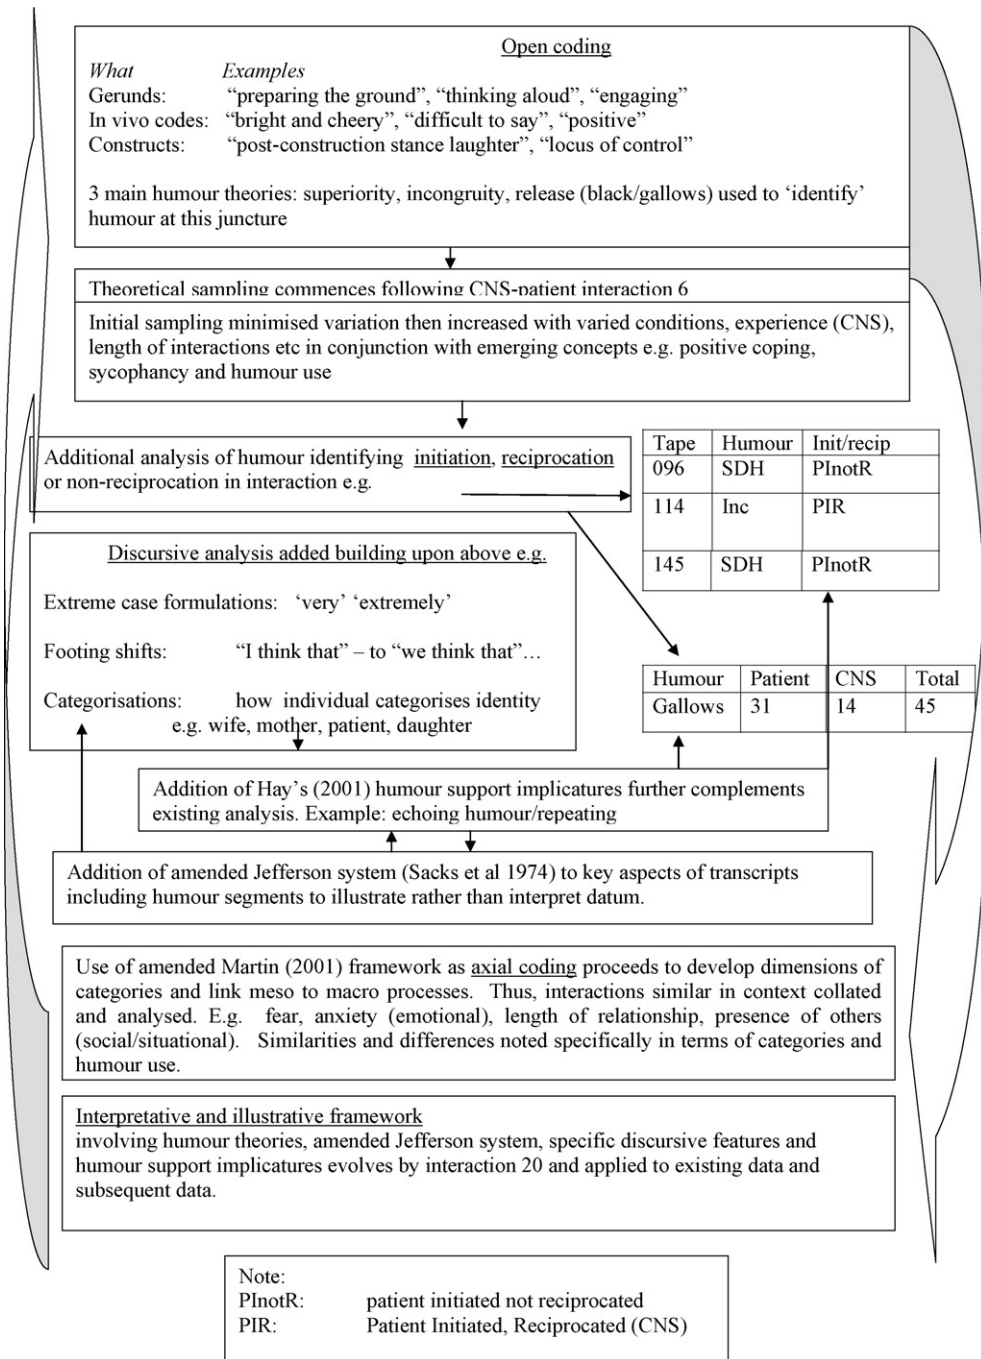 Open coding
What Examples
Gerunds: “preparing the ground”, “thinking aloud”, “engaging”
In vivo codes: “bright and cheery”, “difficult to say”, “positive”
Constructs: “post-construction stance laughter”, “locus of control”
3 main humour theories: superiority, incongruity, release (black/gallows) used to ‘identify’
humour at this juncture
Theoretical sampling commences following CNS-patient interaction 6
Initial sampling minimised variation then increased with varied conditions, experience (CNS),
length of interactions etc in conjunction with emerging concepts e.g. positive coping,
sycophancy and humour use
Additional analysis of humour identifying initiation, reciprocation
or non-reciprocation in interaction e.g.
Tape Humour Init/recip
096 SDH PInotR
114 Inc PIR
145 SDH PInotR
Discursive analysis added building upon above e.g.
Extreme case formulations: ‘very’ ‘extremely’
Footing shifts: “I think that” – to “we think that”…
Categorisations: how individual categorises identity
e.g. wife, mother, patient, daughter
Humour Patient CNS Total
Gallows 31 14 45
Addition of Hay’s (2001) humour support implicatures further complements
existing analysis. Example: echoing humour/repeating
Addition of amended Jefferson system (Sacks et al 1974) to key aspects of transcripts
including humour segments to illustrate rather than interpret datum.
Use of amended Martin (2001) framework as axial coding proceeds to develop dimensions of
categories and link meso to macro processes. Thus, interactions similar in context collated
and analysed. E.g. fear, anxiety (emotional), length of relationship, presence of others
(social/situational). Similarities and differences noted specifically in terms of categories and
humour use.
Interpretative and illustrative framework
involving humour theories, amended Jefferson system, specific discursive features and
humour support implicatures evolves by interaction 20 and applied to existing data and
subsequent data.
Note:
PInotR: patient initiated not reciprocated
PIR: Patient Initiated, Reciprocated (CNS)